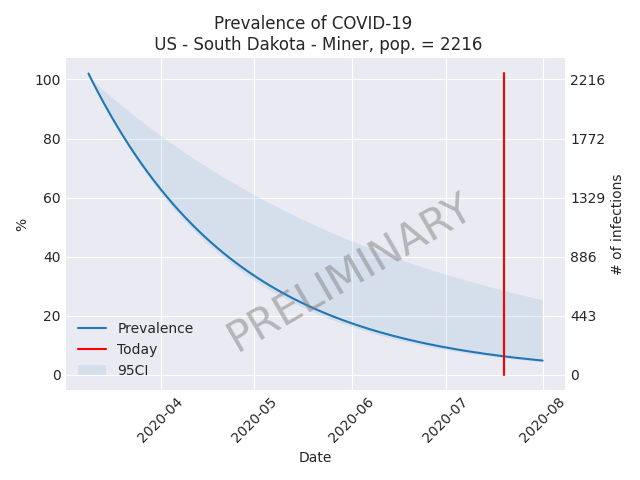 Prevalence of COVID-19
US - South Dakota - Miner, pop. = 2216
100
80
60
40
20
0
%
2216
1772
1329
886
443
0
# of infections
PRELIMINARY
Prevalence
Today
95CI
2020-04
2020-05
2020-06
2020-07
2020-08
Date